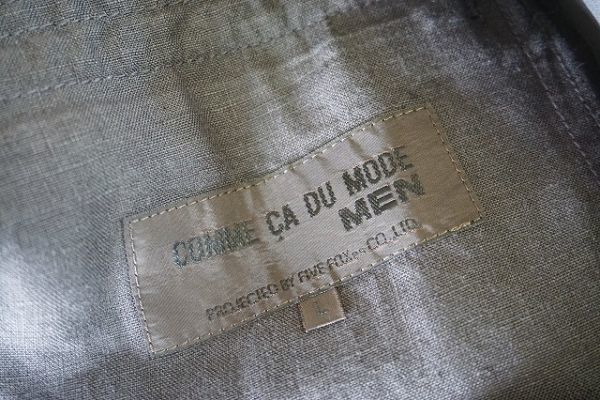 COMME ÇA DU MODE
MEN
PROJECTED BY FIVE FOXes CO.,LTD.
L